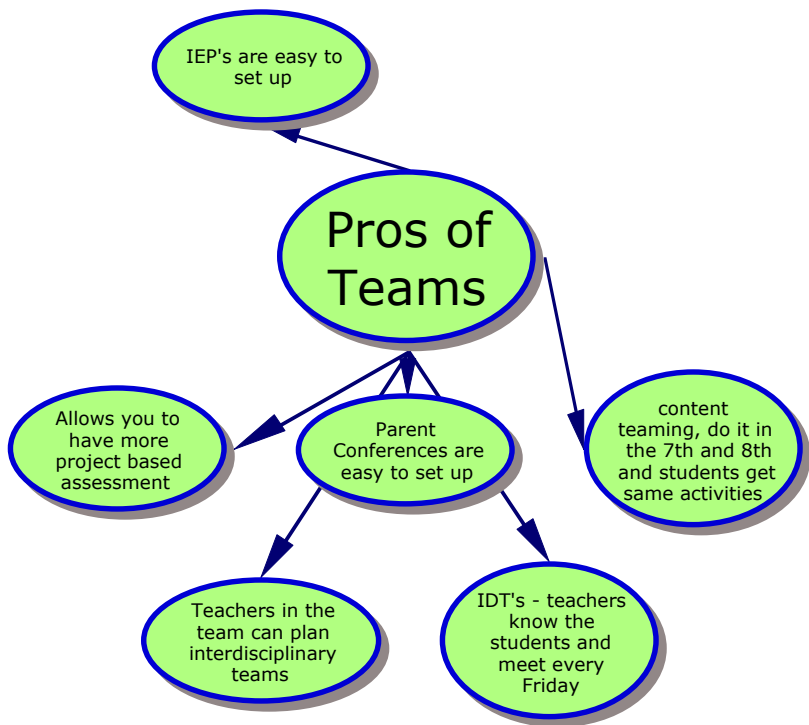 IEP's are easy to
set up
Pros of
Teams
Allows you to
have more
project based
assessment
Parent
Conferences are
easy to set up
content
teaming, do it in
the 7th and 8th
and students get
same activities
Teachers in the
team can plan
interdisciplinary
teams
IDT's - teachers
know the
students and
meet every
Friday